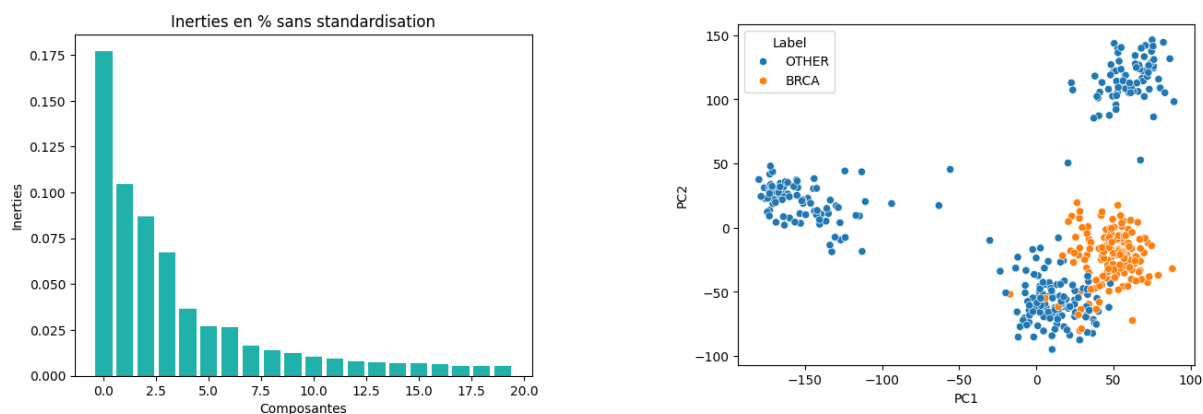 Inerties en % sans standardisation
Inerties
0.175
0.150
0.125
0.100
0.075
0.050
0.025
0.000
0.0 2.5 5.0 7.5 10.0 12.5 15.0 17.5 20.0
Composantes
Label
OTHER
BRCA
PC2
150
100
50
0
−50
−100
−150 −100 −50 0 50 100
PC1